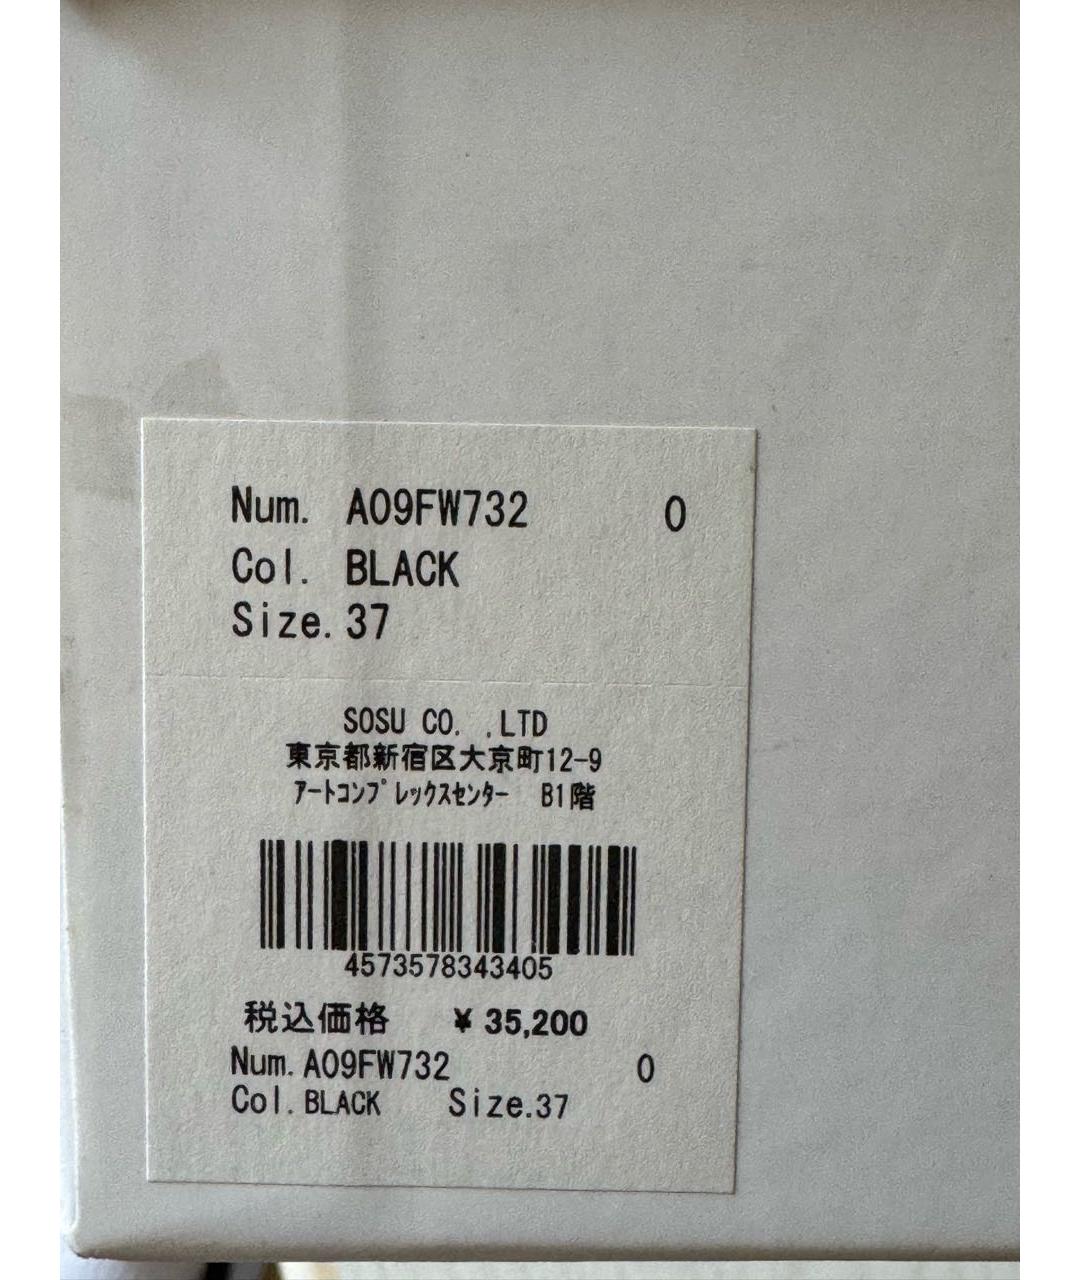 Num. A09FW732 0
Col. BLACK
Size. 37
SOSU CO. ,LTD
東京都新宿区大京町12-9
ｱｰﾄｺﾝﾌﾟﾚｯｸｽｾﾝﾀｰ B1階
4573578343405
税込価格 ¥ 35,200
Num. A09FW732 0
Col. BLACK Size.37